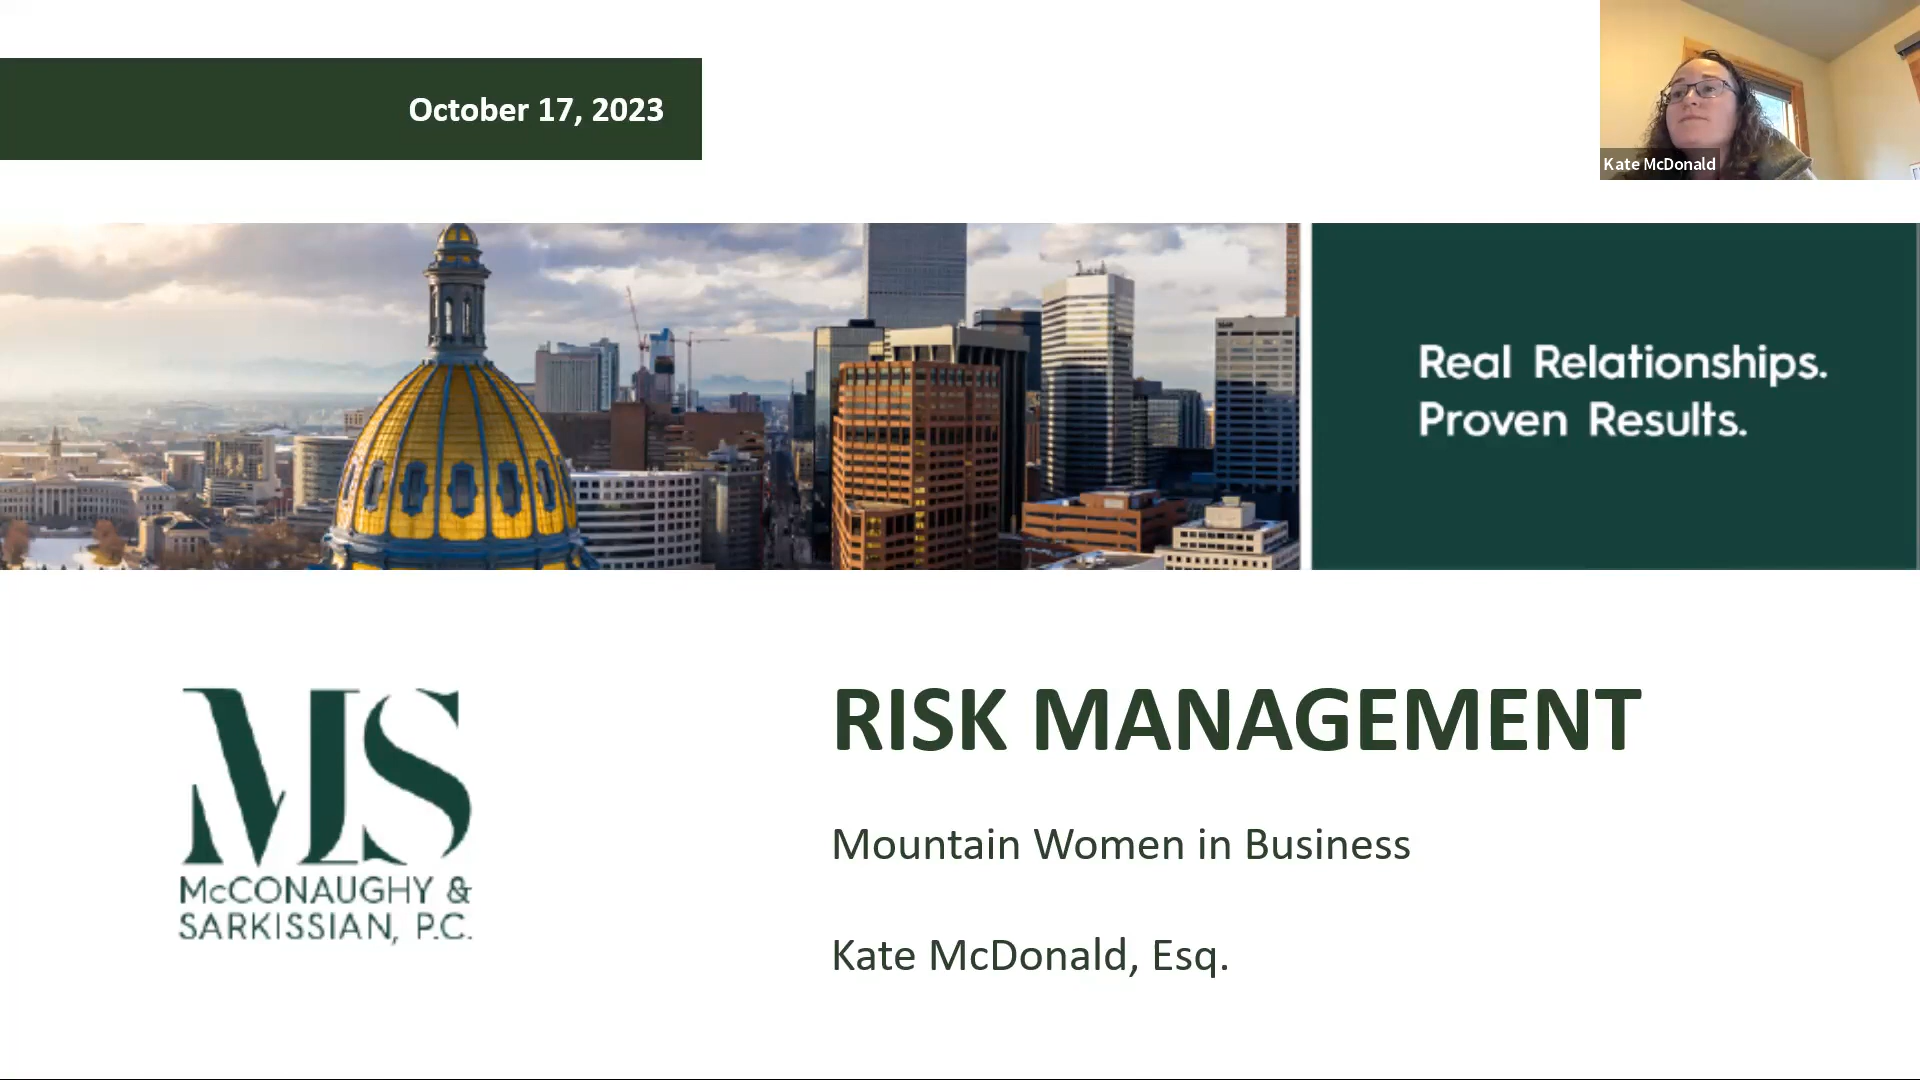 October 17, 2023
Kate McDonald
Real Relationships.
Proven Results.
MS
McCONAUGHY &
SARKISSIAN, P.C.
RISK MANAGEMENT
Mountain Women in Business
Kate McDonald, Esq.